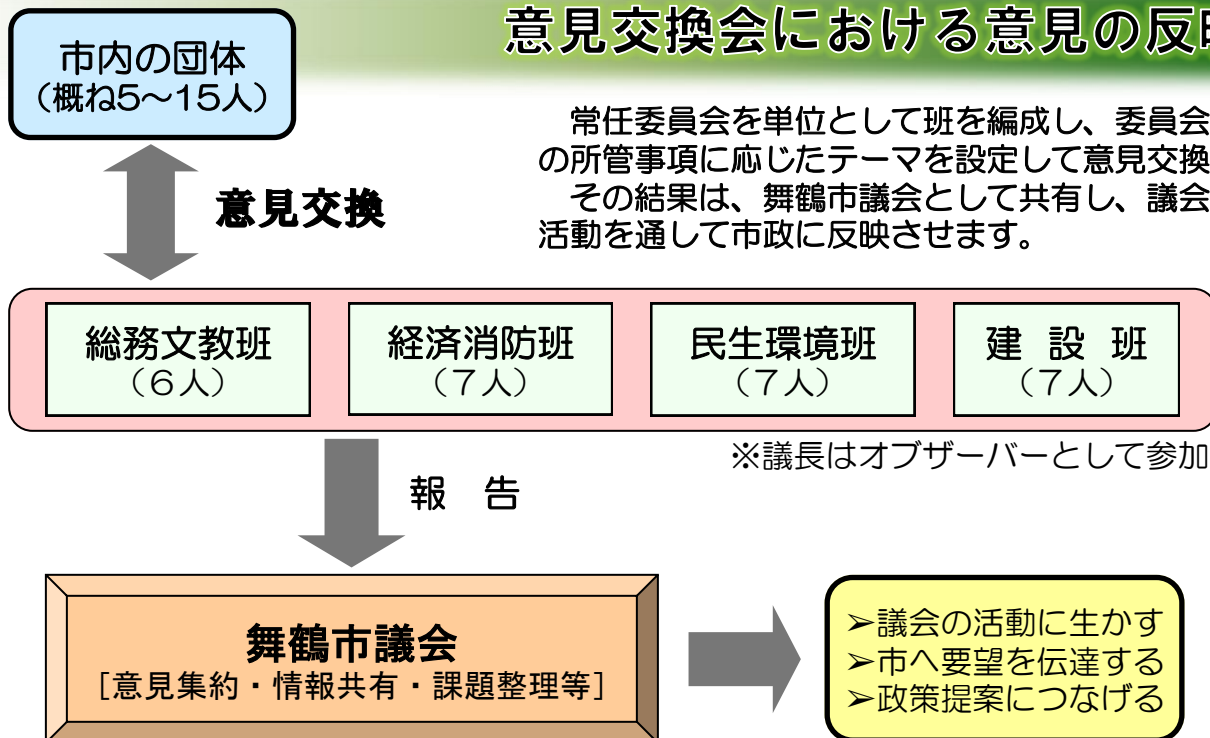 意見交換会における意見の反
市内の団体
（概ね5～15人）
常任委員会を単位として班を編成し、委員会
の所管事項に応じたテーマを設定して意見交換
その結果は、舞鶴市議会として共有し、議会
活動を通して市政に反映させます。
意見交換
総務文教班
（６人）
経済消防班
（７人）
民生環境班
（７人）
建 設 班
（７人）
※議長はオブザーバーとして参加
報 告
舞鶴市議会
［意見集約・情報共有・課題整理等］
➢議会の活動に生かす
➢市へ要望を伝達する
➢政策提案につなげる